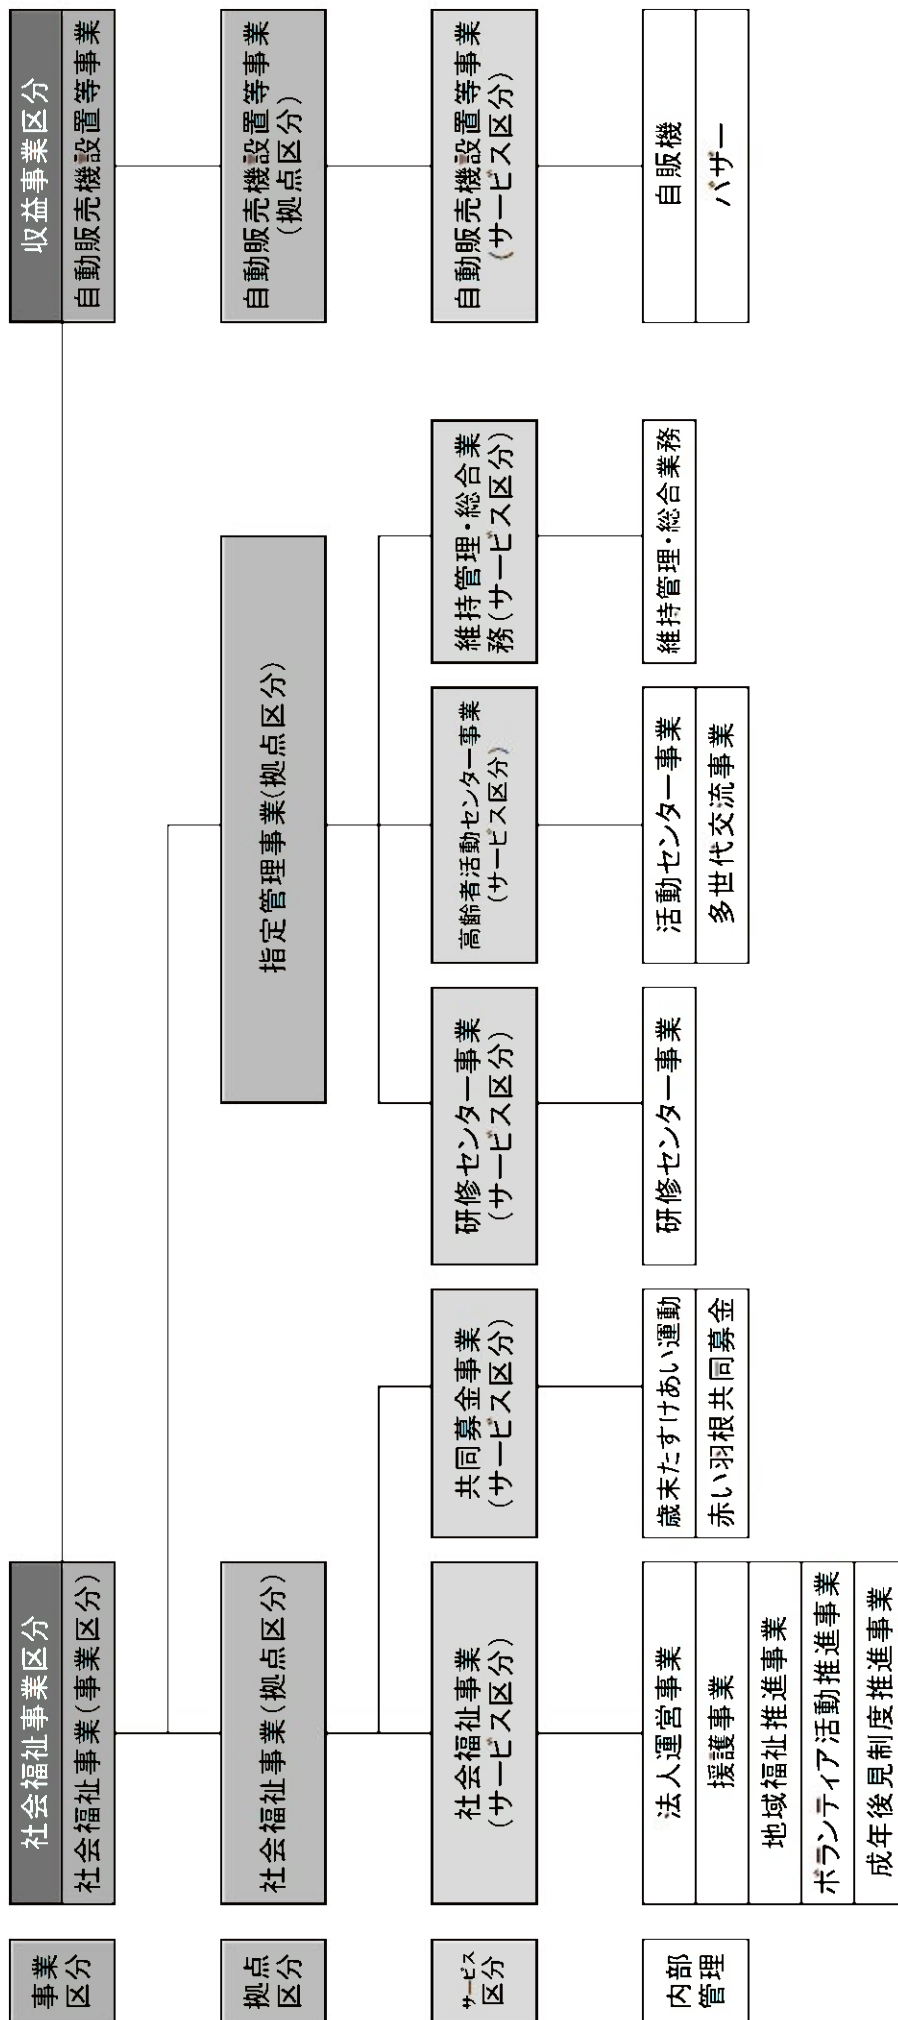 事業
区分
社会福祉事業区分
社会福祉事業(事業区分)
収益事業区分
自動販売機設置等事業
拠点
区分
社会福祉事業(拠点区分)
指定管理事業(拠点区分)
自動販売機設置等事業
(拠点区分)
サービス
区分
社会福祉事業
(サービス区分)
共同募金事業
(サービス区分)
研修センター事業
(サービス区分)
高齢者活動センター事業
(サービス区分)
維持管理・総合業
務(サービス区分)
自動販売機設置等事業
(サービス区分)
内部
管理
法人運営事業
援護事業
地域福祉推進事業
ボランティア活動推進事業
成年後見制度推進事業
歳末たすけあい運動
赤い羽根共同募金
研修センター事業
活動センター事業
多世代交流事業
維持管理・総合業務
自販機
バザー